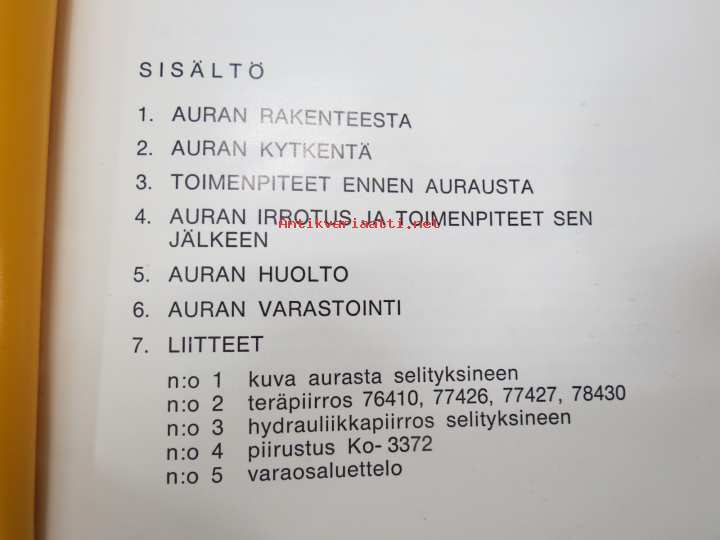 SISÄLTÖ
1. AURAN RAKENTEESTA
2. AURAN KYTKENTÄ
3. TOIMENPITEET ENNEN AURAUSTA
4. AURAN IRROTUS JA TOIMENPITEET SEN
JÄLKEEN
Antikvariaatti.net
5. AURAN HUOLTO
6. AURAN VARASTOINTI
7. LIITTEET
n:o 1 kuva aurasta selityksineen
n:o 2 teräpiirros 76410, 77426, 77427, 78430
n:o 3 hydrauliikkapiirros selityksineen
n:o 4 piirustus Ko-3372
n:o 5 varaosaluettelo